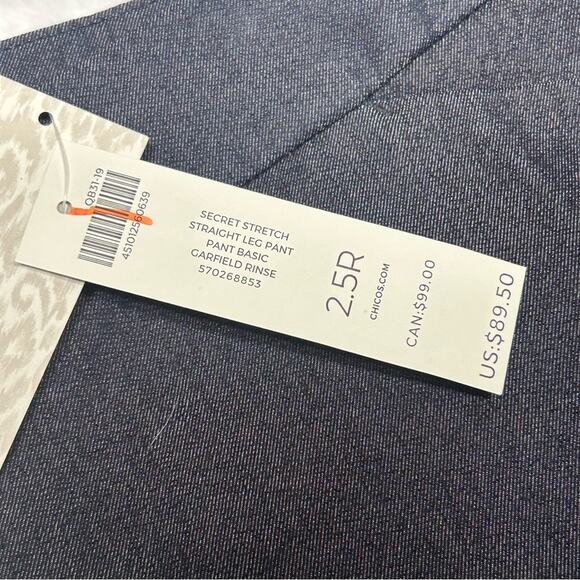 QB31-19
451012580639
SECRET STRETCH
STRAIGHT LEG PANT
PANT BASIC
GARFIELD RINSE
570268853
2.5R
CHICOS.COM
CAN:$99.00
US:$89.50